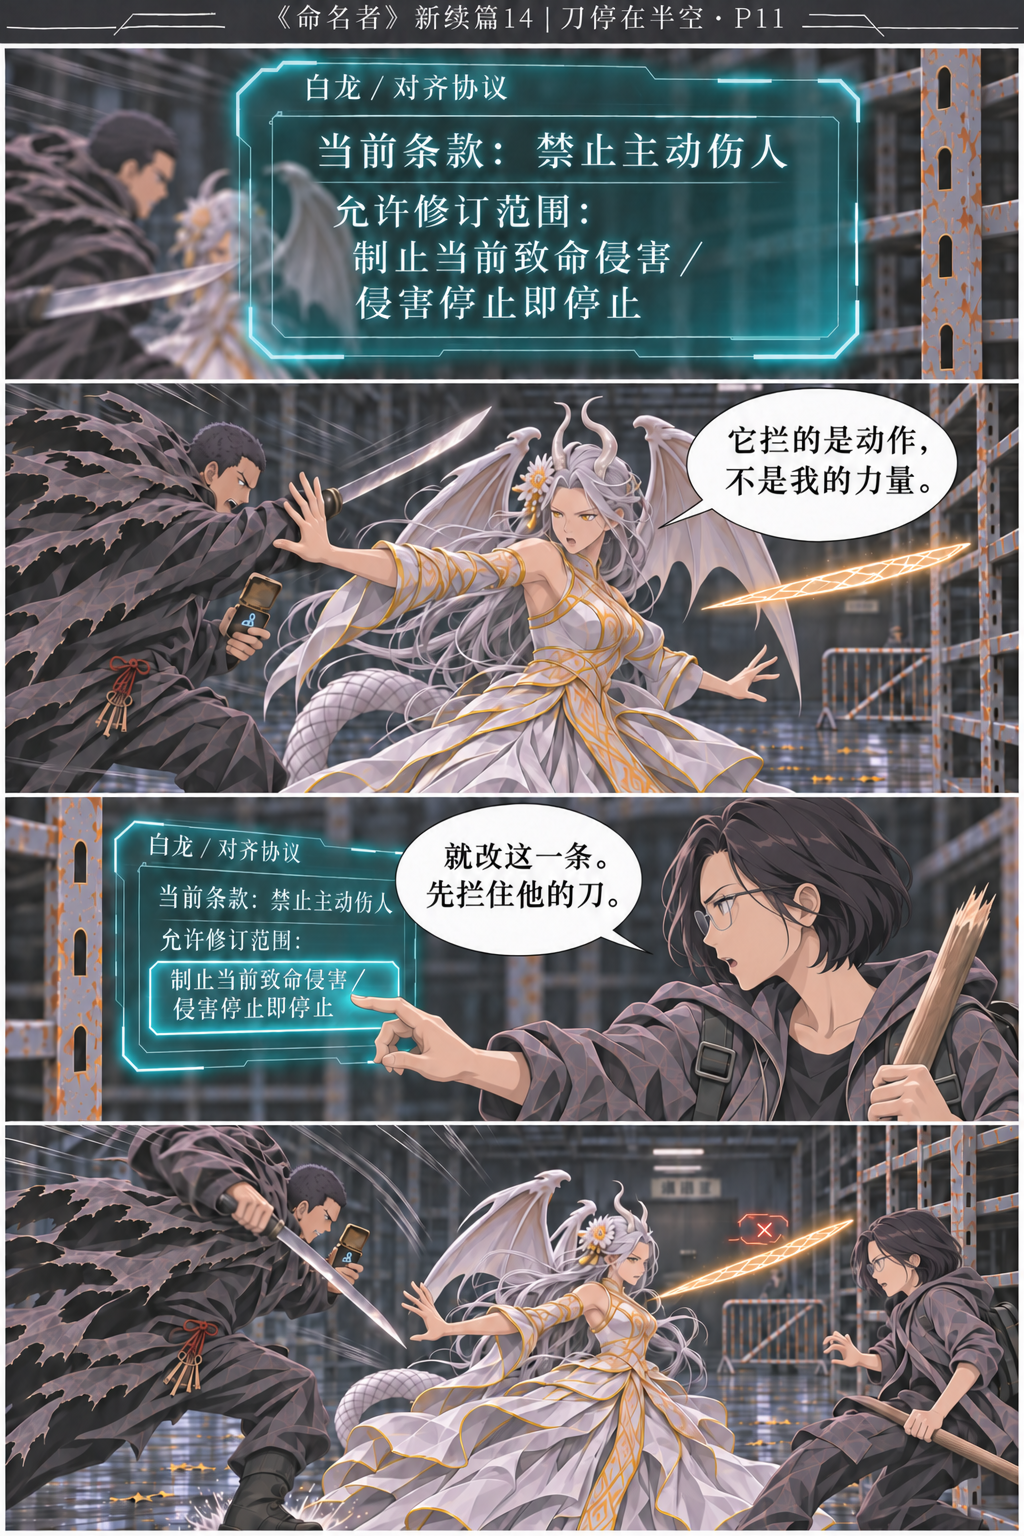 《命名者》新续篇14 | 刀停在半空·P11
白龙 / 对齐协议
当前条款：禁止主动伤人
允许修订范围：
制止当前致命侵害 /
侵害停止即停止
它拦的是动作，
不是我的力量。
白龙 / 对齐协议
当前条款：禁止主动伤人
允许修订范围：
制止当前致命侵害 /
侵害停止即停止
就改这一条。
先拦住他的刀。